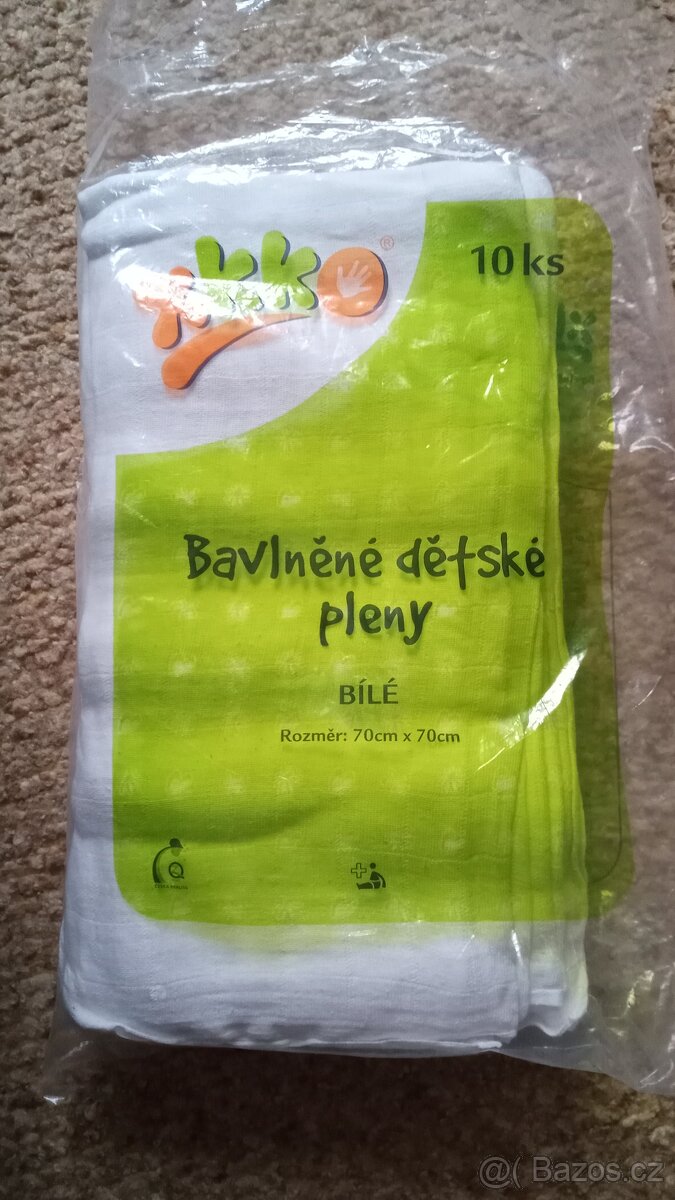 XKKO®
10 ks
Bavlněné dětské
pleny
BÍLÉ
Rozměr: 70cm x 70cm
Q
@( Bazos.cz